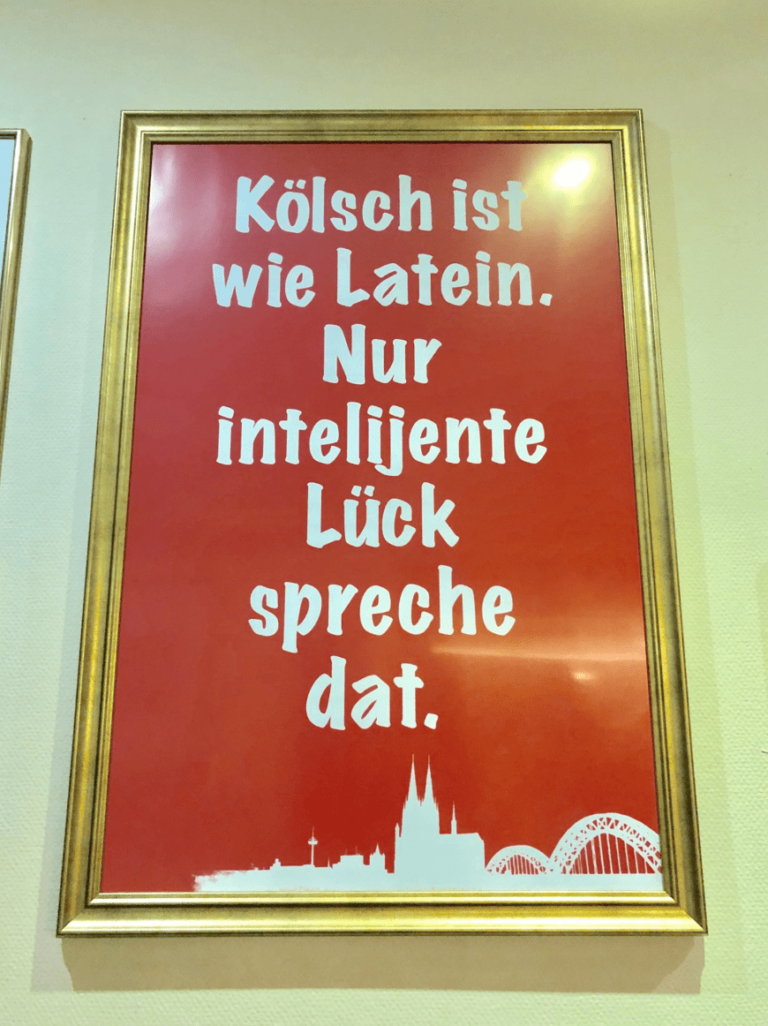 Kölsch ist
wie Latein.
Nur
intelijente
Lück
spreche
dat.